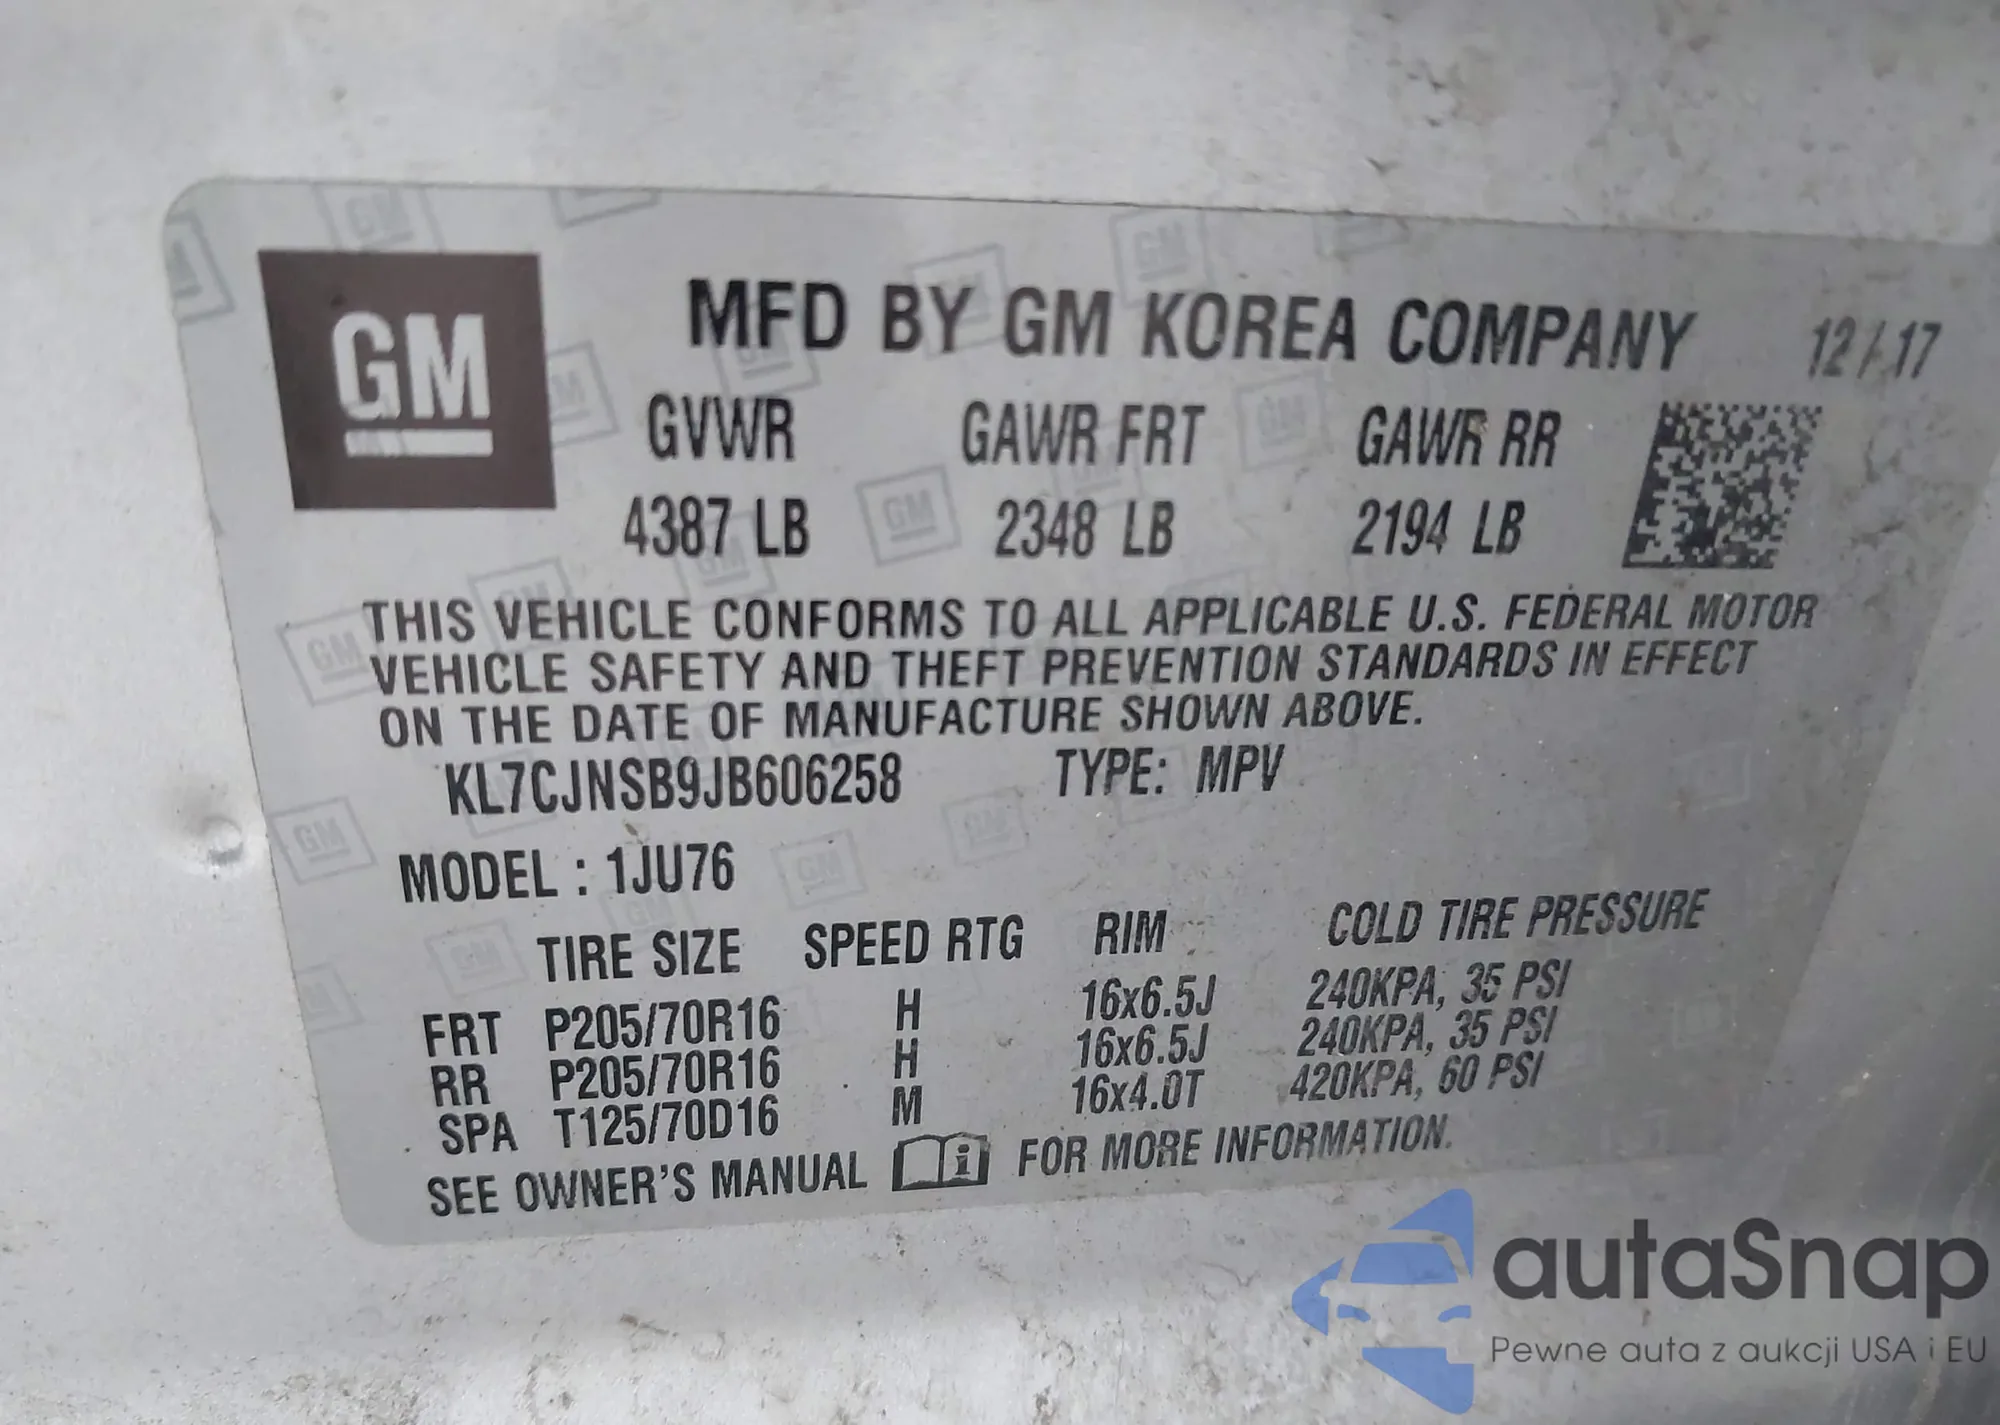 GM
MFD BY GM KOREA COMPANY 12 / 17
GVWR GAWR FRT GAWR RR
4387 LB 2348 LB 2194 LB
THIS VEHICLE CONFORMS TO ALL APPLICABLE U.S. FEDERAL MOTOR
VEHICLE SAFETY AND THEFT PREVENTION STANDARDS IN EFFECT
ON THE DATE OF MANUFACTURE SHOWN ABOVE.
KL7CJNSB9JB606258 TYPE: MPV
MODEL : 1JU76
TIRE SIZE SPEED RTG RIM COLD TIRE PRESSURE
FRT P205/70R16 H 16x6.5J 240KPA, 35 PSI
RR P205/70R16 H 16x6.5J 240KPA, 35 PSI
SPA T125/70D16 M 16x4.0T 420KPA, 60 PSI
SEE OWNER'S MANUAL i FOR MORE INFORMATION.
autaSnap
Pewne auta z aukcji USA i EU